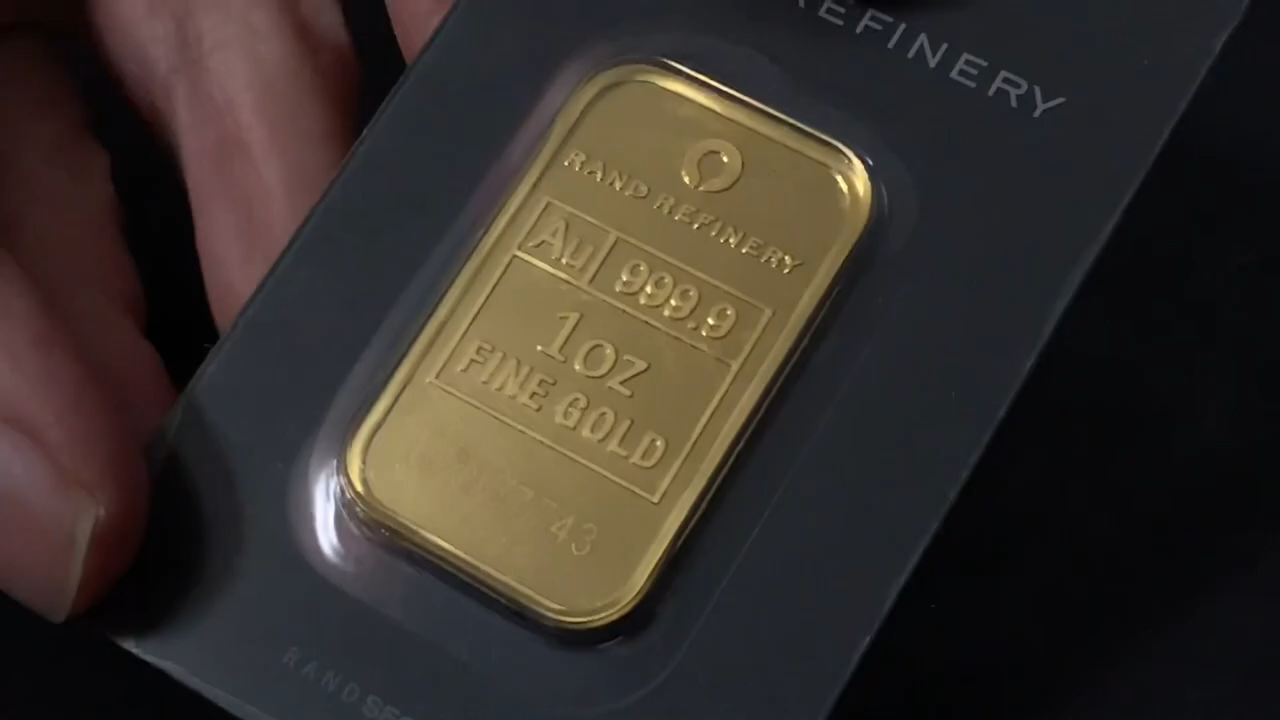 REFINERY
RAND REFINERY
Au 999.9
1OZ
FINE GOLD